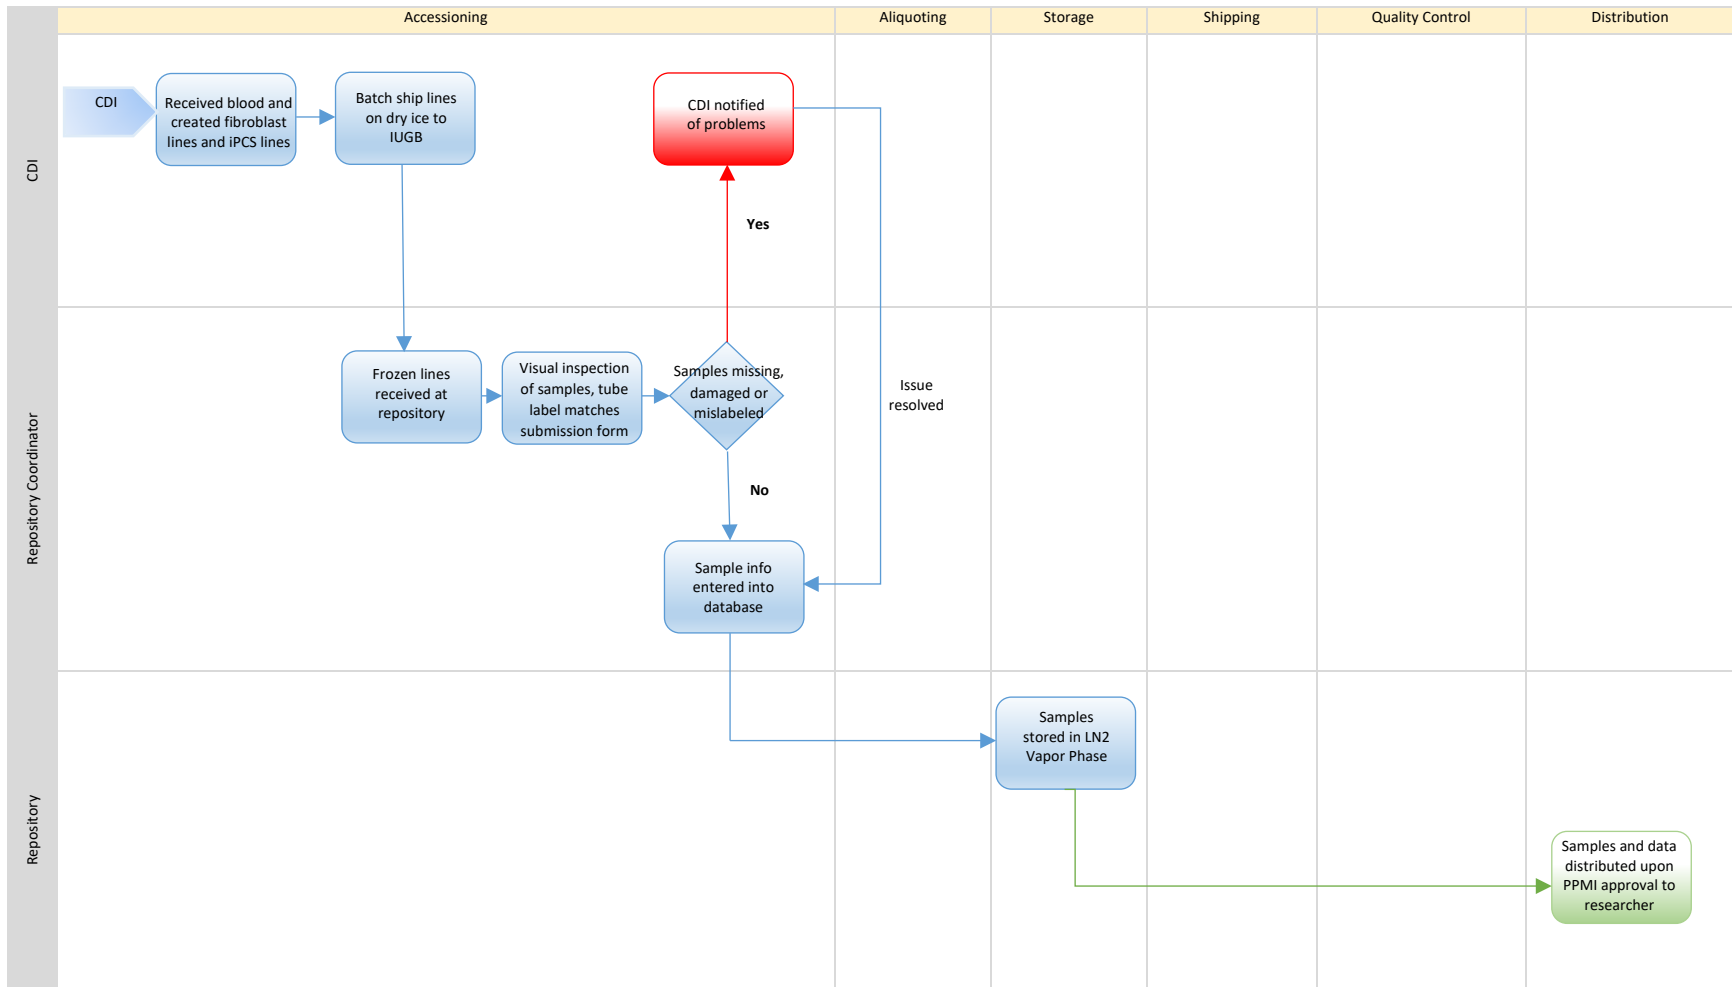 Accessioning
Aliquoting
Storage
Shipping
Quality Control
Distribution
CDI
CDI
Received blood and
created fibroblast
lines and iPCS lines
Batch ship lines
on dry ice to
IUGB
CDI notified
of problems
Yes
Repository Coordinator
Frozen lines
received at
repository
Visual inspection
of samples, tube
label matches
submission form
Samples missing,
damaged or
mislabeled
Issue
resolved
No
Sample info
entered into
database
Repository
Samples
stored in LN2
Vapor Phase
Samples and data
distributed upon
PPMI approval to
researcher